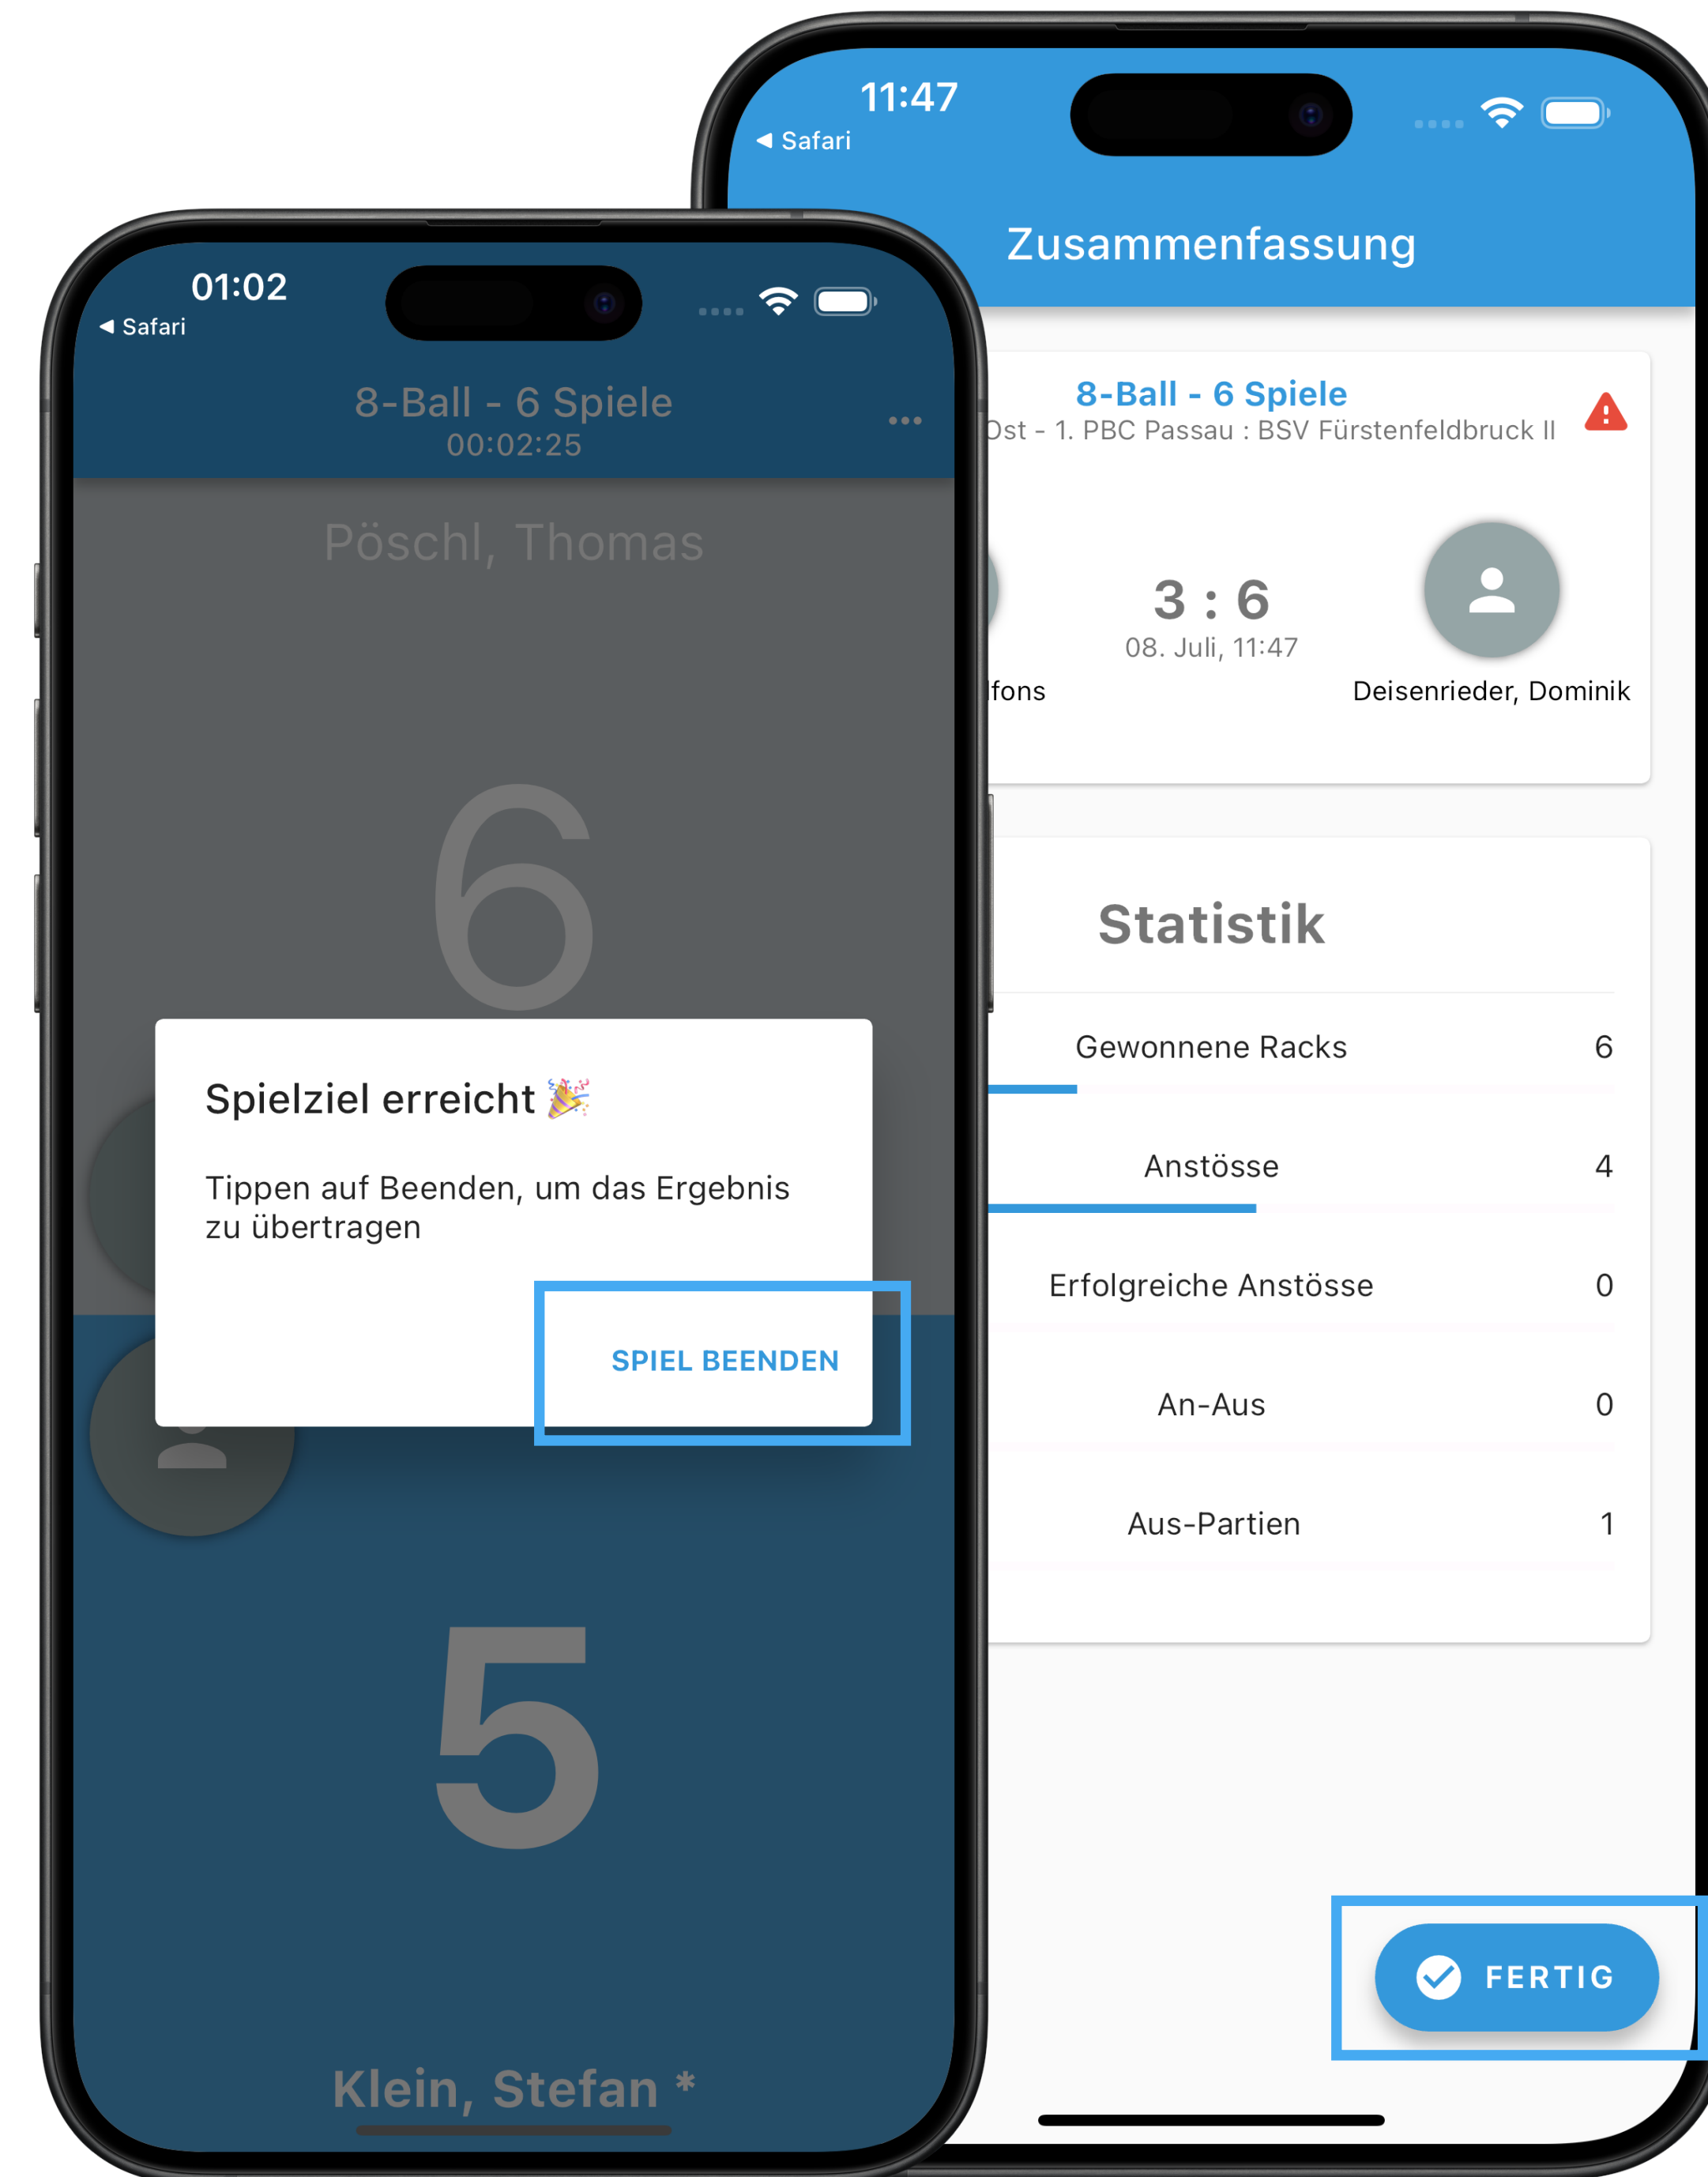 01:02
Safari
8-Ball - 6 Spiele
00:02:25
Pöschl, Thomas
6
Spielziel erreicht 🎉
Tippen auf Beenden, um das Ergebnis
zu übertragen
SPIEL BEENDEN
5
Klein, Stefan *
11:47
Safari
Zusammenfassung
8-Ball - 6 Spiele
Ost - 1. PBC Passau : BSV Fürstenfeldbruck II
3 : 6
08. Juli, 11:47
lfons
Deisenrieder, Dominik
Statistik
Gewonnene Racks 6
Anstösse 4
Erfolgreiche Anstösse 0
An-Aus 0
Aus-Partien 1
FERTIG